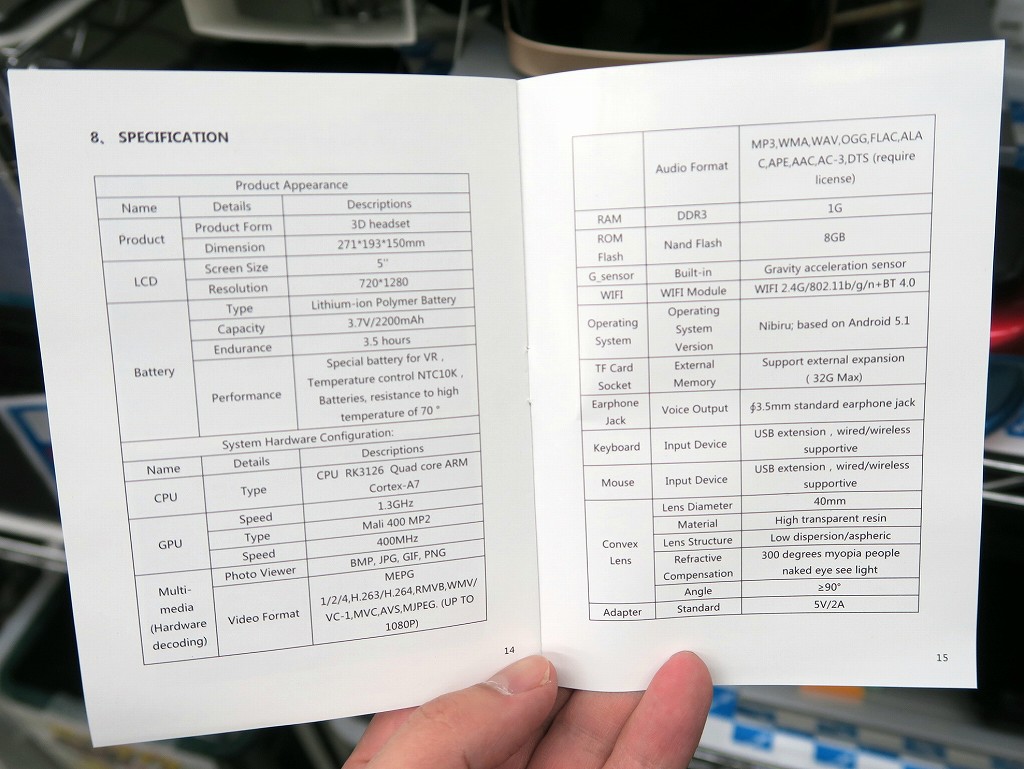 8、 SPECIFICATION
Product Appearance
Name Details Descriptions
Product Product Form 3D headset
Dimension 271*193*150mm
LCD Screen Size 5''
Resolution 720*1280
Battery Type Lithium-ion Polymer Battery
Capacity 3.7V/2200mAh
Endurance 3.5 hours
Performance Special battery for VR ,
Temperature control NTC10K ,
Batteries, resistance to high
temperature of 70 °
System Hardware Configuration:
Name Details Descriptions
CPU Type CPU RK3126 Quad core ARM
Cortex-A7
Speed 1.3GHz
GPU Type Mali 400 MP2
Speed 400MHz
Multi-
media
(Hardware
decoding)
Photo Viewer BMP, JPG, GIF, PNG
Video Format MEPG
1/2/4,H.263/H.264,RMVB,WMV/
VC-1,MVC,AVS,MJPEG. (UP TO
1080P)
14
Audio Format MP3,WMA,WAV,OGG,FLAC,ALA
C,APE,AAC,AC-3,DTS (require
license)
RAM DDR3 1G
ROM
Flash
Nand Flash 8GB
G_sensor Built-in Gravity acceleration sensor
WIFI WIFI Module WIFI 2.4G/802.11b/g/n+BT 4.0
Operating
System
Operating
System
Version
Nibiru; based on Android 5.1
TF Card
Socket
External
Memory
Support external expansion
( 32G Max)
Earphone
Jack
Voice Output ∮3.5mm standard earphone jack
Keyboard Input Device USB extension , wired/wireless
supportive
Mouse Input Device USB extension , wired/wireless
supportive
Convex
Lens
Lens Diameter 40mm
Material High transparent resin
Lens Structure Low dispersion/aspheric
Refractive
Compensation
300 degrees myopia people
naked eye see light
Angle ≥90°
Adapter Standard 5V/2A
15